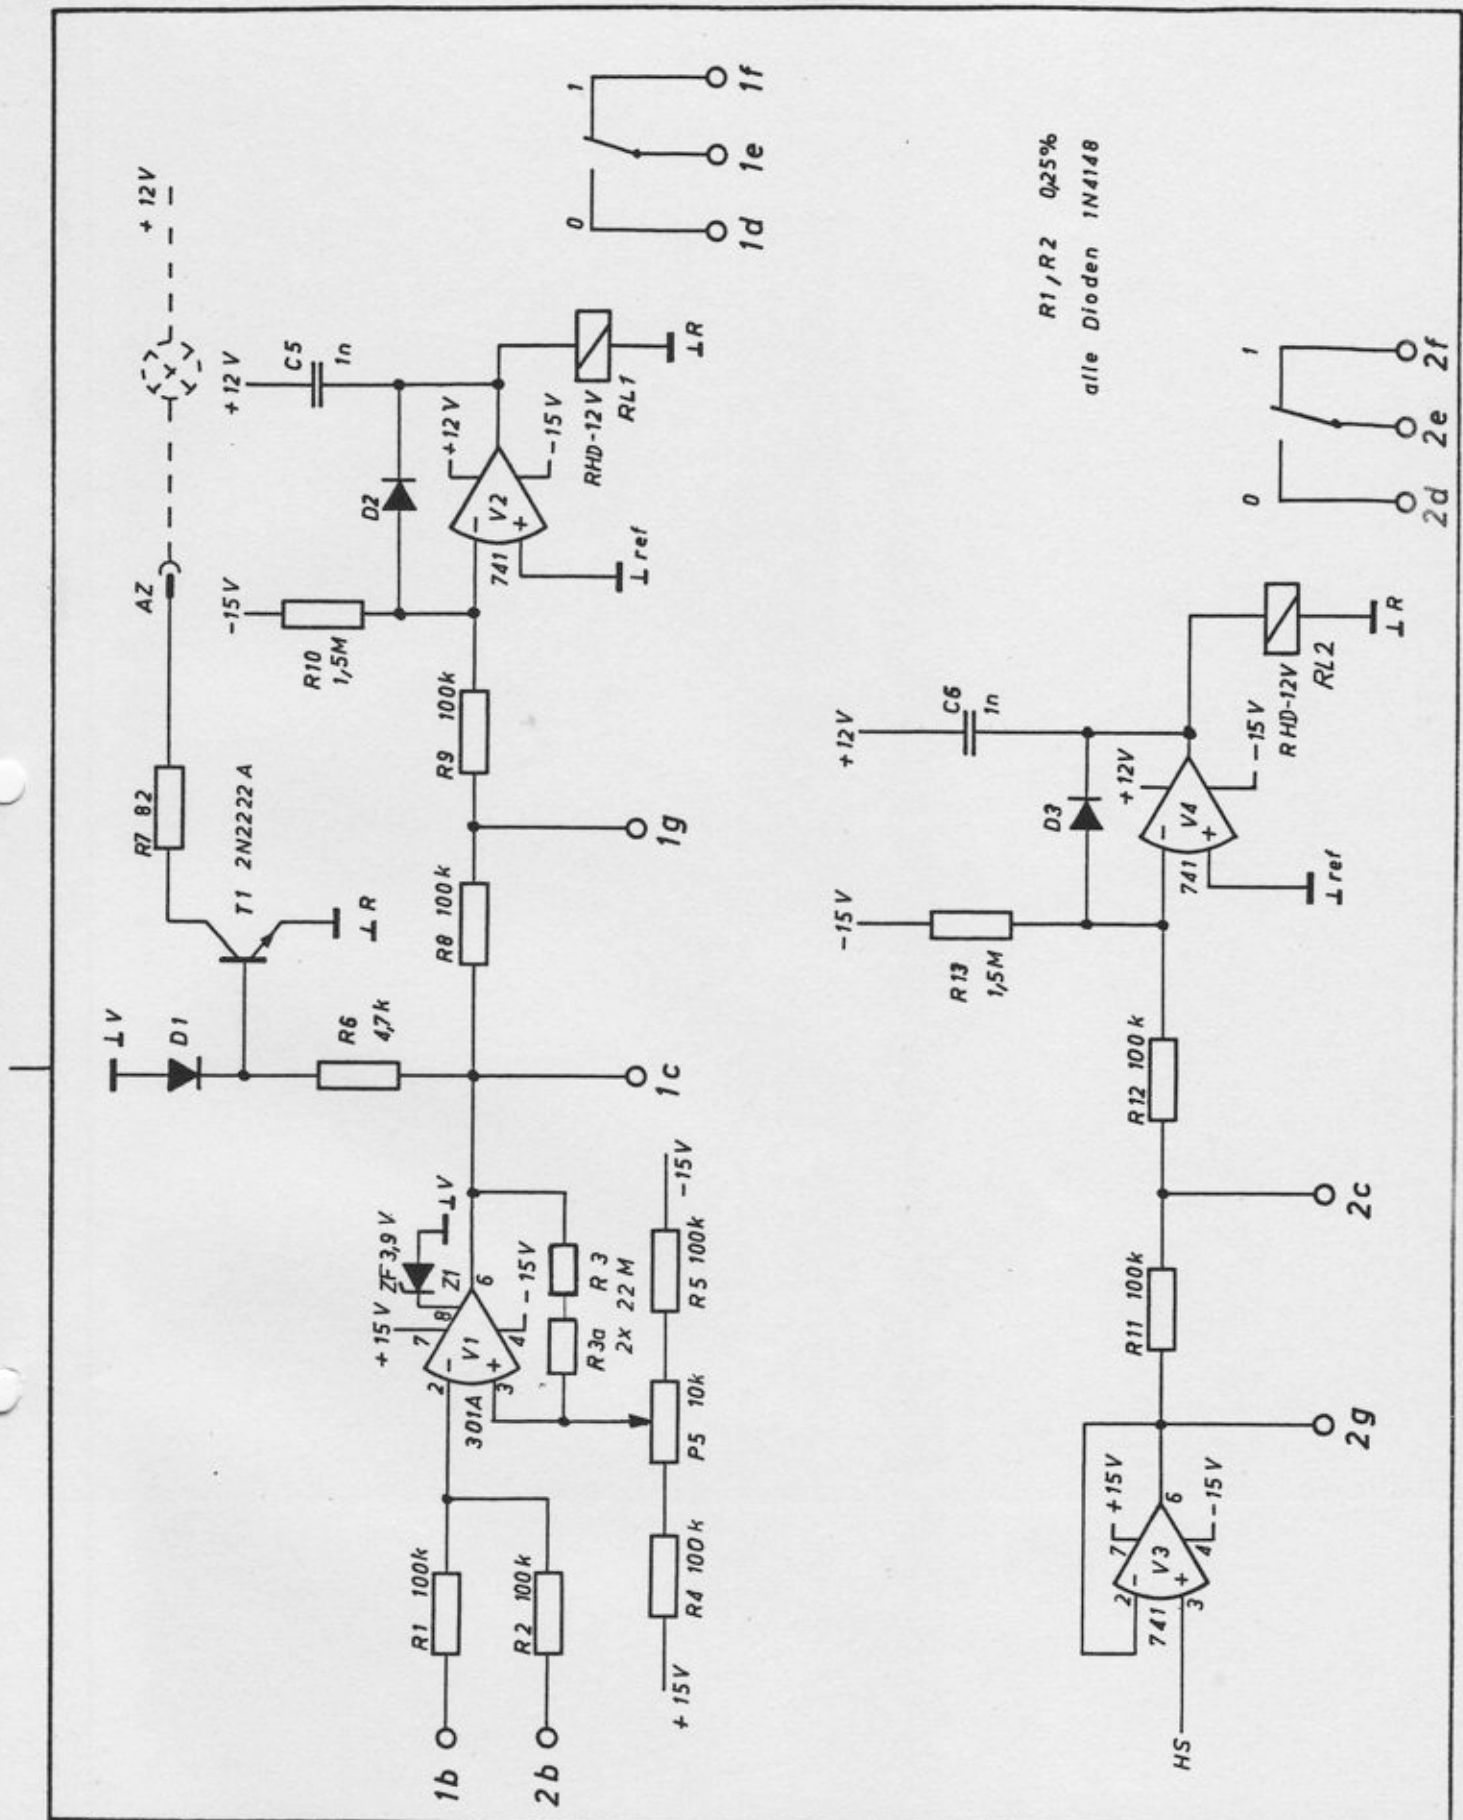 + 12V
AZ
R7 82
T1 2N2222 A
⊥ R
⊥ V
D1
R6
4,7k
+12 V
C5
1n
D2
-15V
R10
1,5M
+12V
-15V
V2
-
+
741
⊥ ref
RHD-12V
RL1
⊥ R
R9 100k
R8 100k
1g
1c
+15V
ZF 3,9 V
⊥V
Z1
7
8
6
2
3
4
-
+
V1
301A
-15V
R 3
R3a
2x 22 M
R1 100k
R2 100k
1b
2b
+15V
R4 100k
P5 10k
R5 100k
-15V
0
1
1d
1e
1f
R1/R2 0,25%
alle Dioden 1N4148
+12V
C6
1n
D3
-15V
R13
1,5M
+12V
-15V
V4
-
+
741
⊥ ref
RHD-12V
RL2
⊥ R
R12 100k
R11 100k
2c
2g
+15V
-15V
7
6
2
3
4
-
+
V3
741
HS
0
1
2d
2e
2f